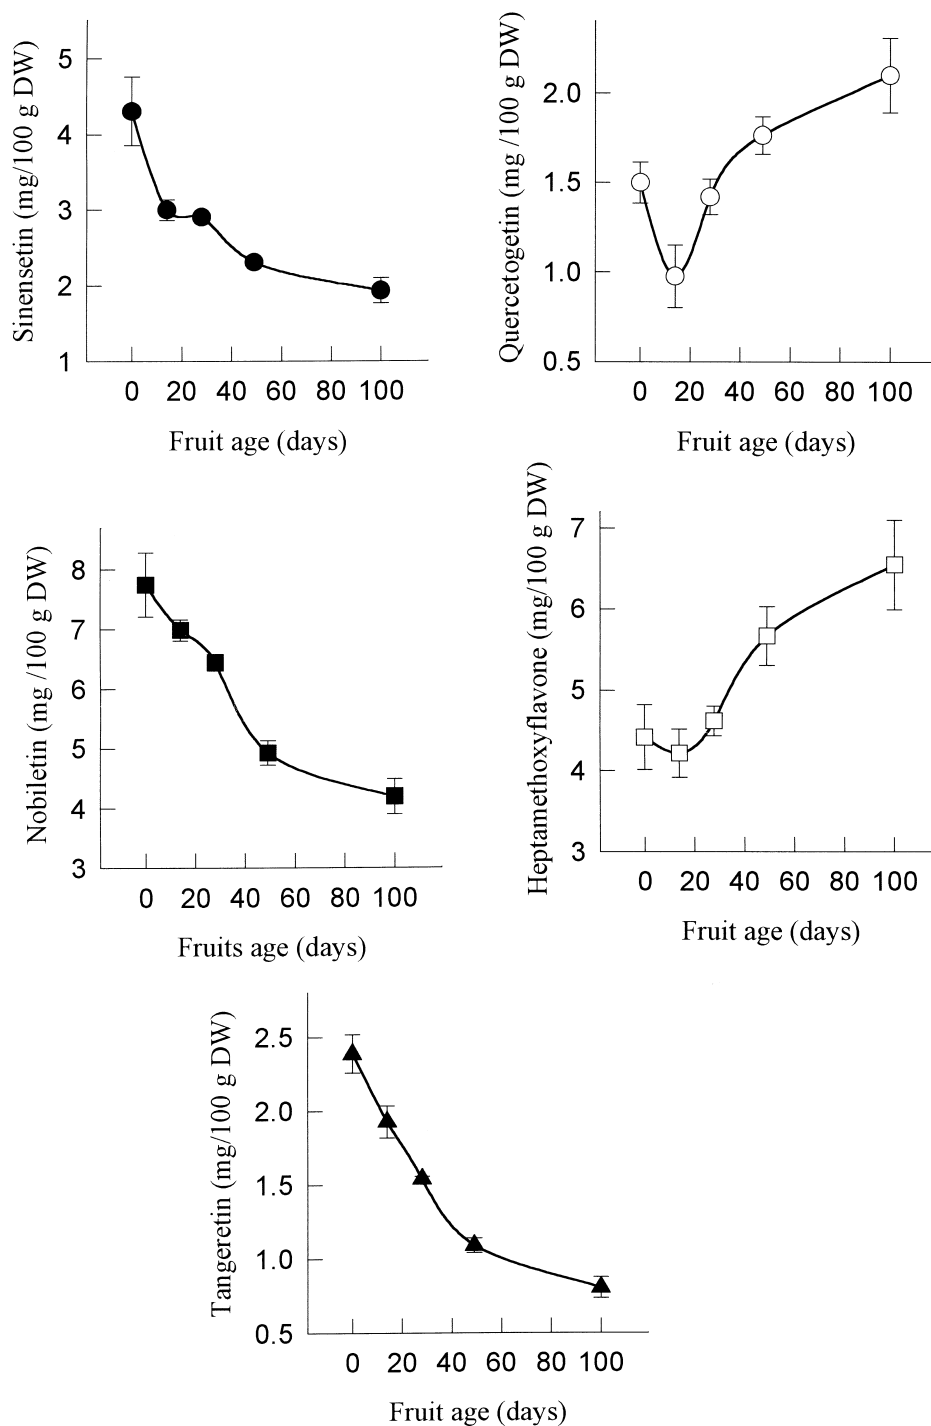 Sinensetin (mg/100 g DW)
5
4
3
2
1
0 20 40 60 80 100
Fruit age (days)
Quercetogetin (mg /100 g DW)
2.0
1.5
1.0
0.5
0 20 40 60 80 100
Fruit age (days)
Nobiletin (mg /100 g DW)
8
7
6
5
4
3
0 20 40 60 80 100
Fruits age (days)
Heptamethoxyflavone (mg/100 g DW)
7
6
5
4
3
0 20 40 60 80 100
Fruit age (days)
Tangeretin (mg/100 g DW)
2.5
2.0
1.5
1.0
0.5
0 20 40 60 80 100
Fruit age (days)